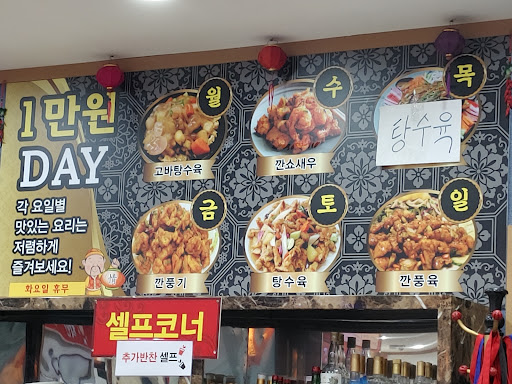 1만원
DAY
각 요일별
맛있는 요리는
저렴하게
즐겨보세요!
화요일 휴무
월
고바탕수육
수
깐쇼새우
목
탕수육
금
깐풍기
토
탕수육
일
깐풍육
셀프코너
추가반찬 셀프